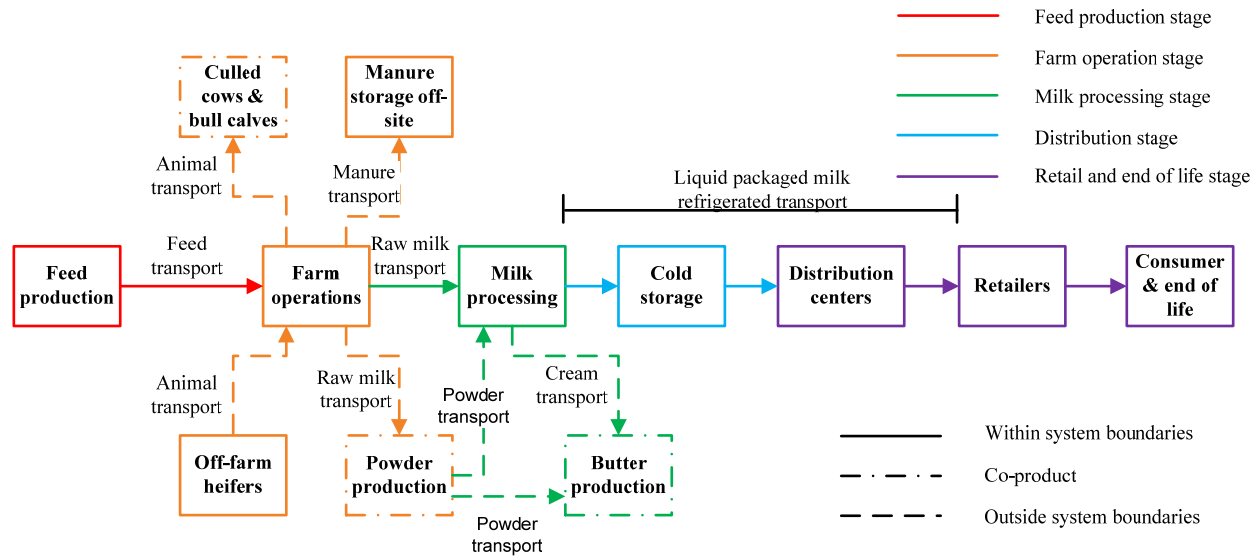 Feed production stage
Farm operation stage
Milk processing stage
Distribution stage
Retail and end of life stage
Culled
cows &
bull calves
Manure
storage off-
site
Animal
transport
Manure
transport
Liquid packaged milk
refrigerated transport
Feed
transport
Raw milk
transport
Feed
production
Farm
operations
Milk
processing
Cold
storage
Distribution
centers
Retailers
Consumer
& end of
life
Animal
transport
Raw milk
transport
Powder
transport
Cream
transport
Off-farm
heifers
Powder
production
Butter
production
Powder
transport
Within system boundaries
Co-product
Outside system boundaries